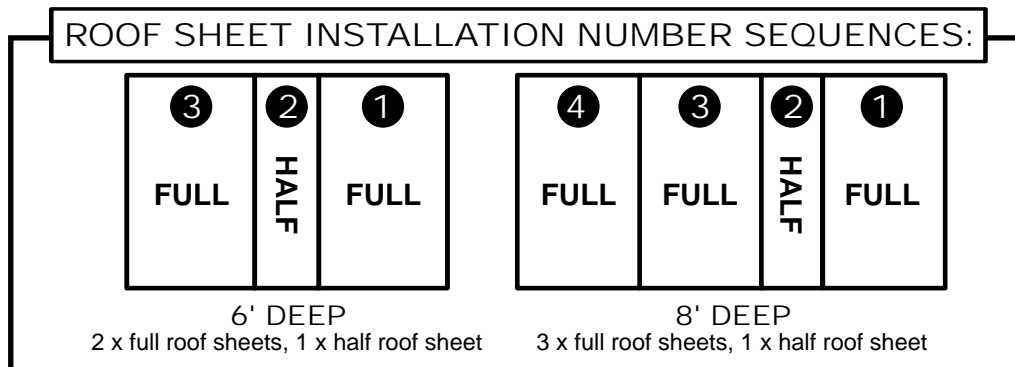 ROOF SHEET INSTALLATION NUMBER SEQUENCES:
3 2 1
FULL HALF FULL
6' DEEP
2 x full roof sheets, 1 x half roof sheet
4 3 2 1
FULL FULL HALF FULL
8' DEEP
3 x full roof sheets, 1 x half roof sheet